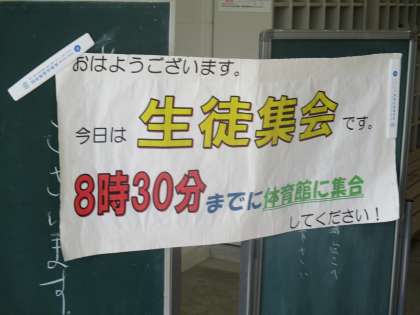 おはようございます。
今日は生徒集会です。
8時30分までに体育館に集合
してください!